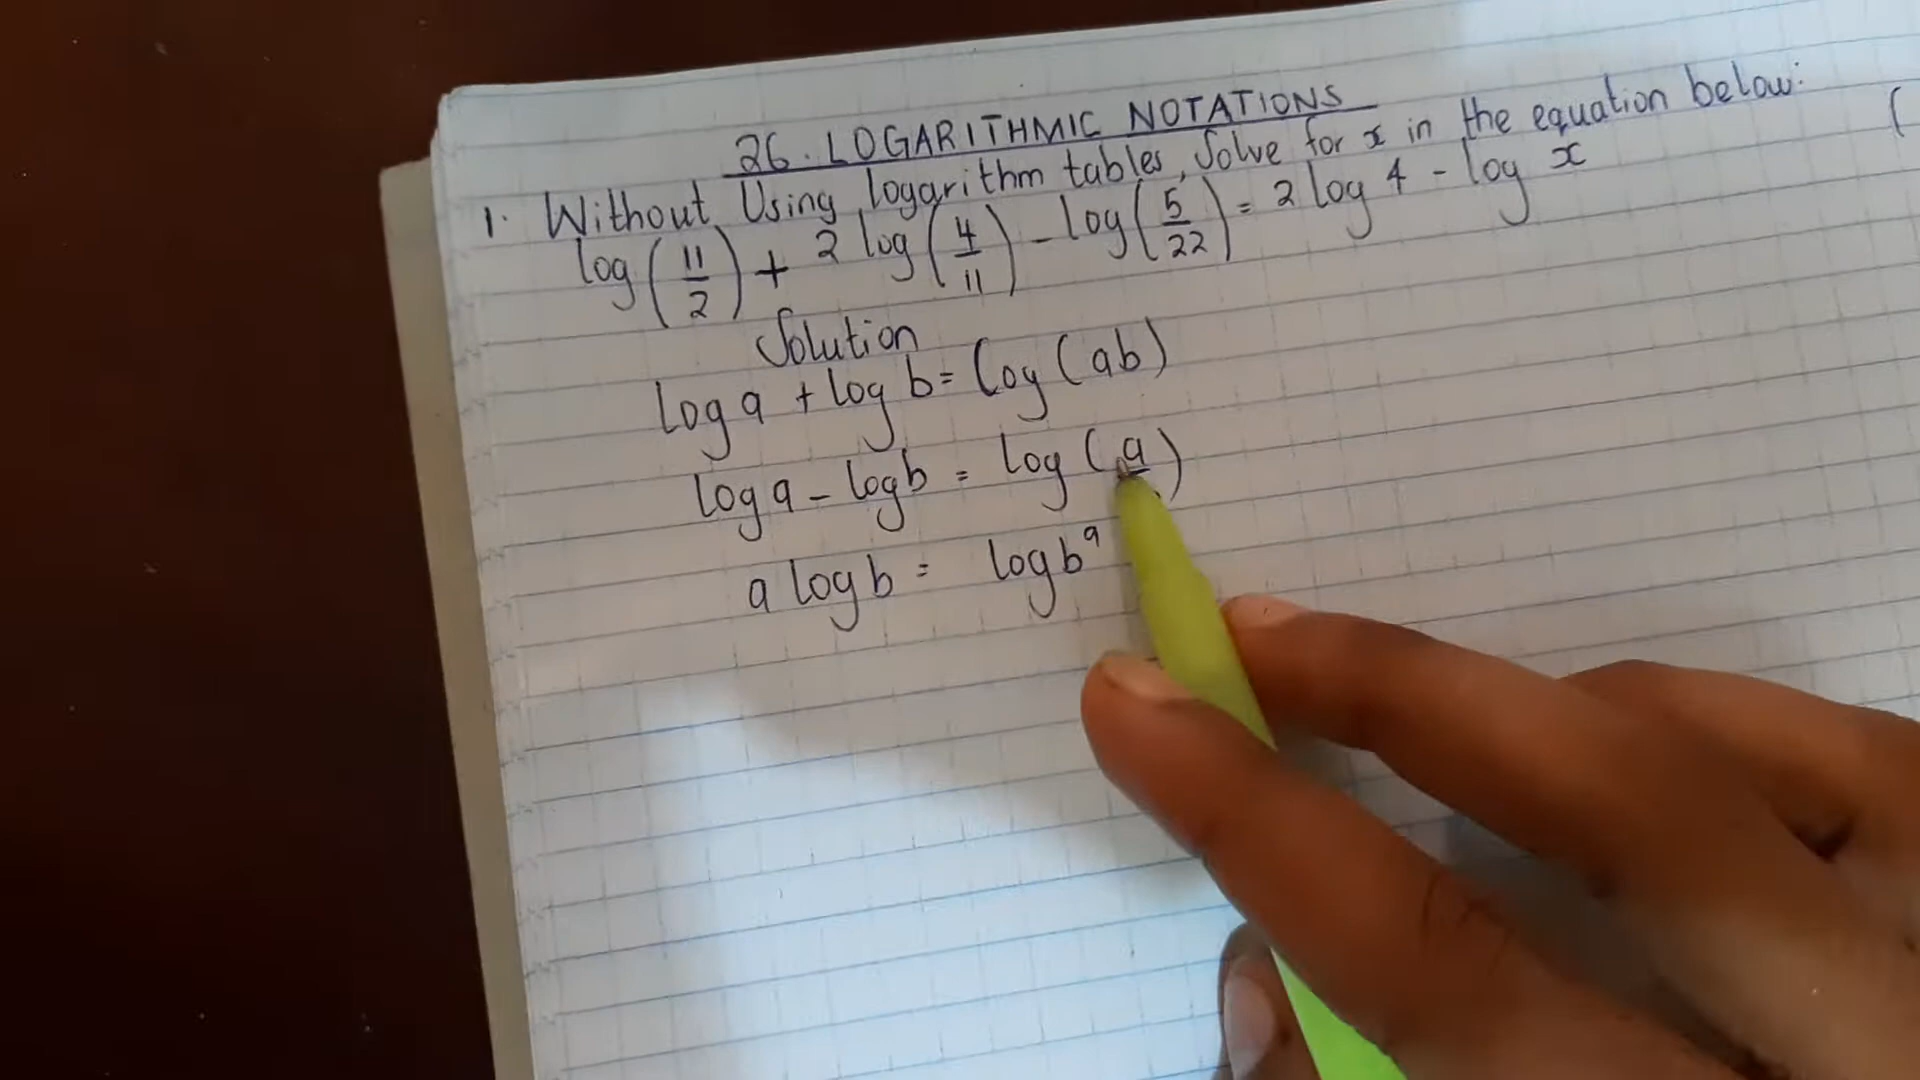 26. LOGARITHMIC NOTATIONS
1. Without Using logarithm tables, Solve for x in the equation below:
log(11/2) + 2 log(4/11) - log(5/22) = 2 log 4 - log x
Solution
log a + log b = log (ab)
log a - log b = log (a)
a log b = log bᵃ
(